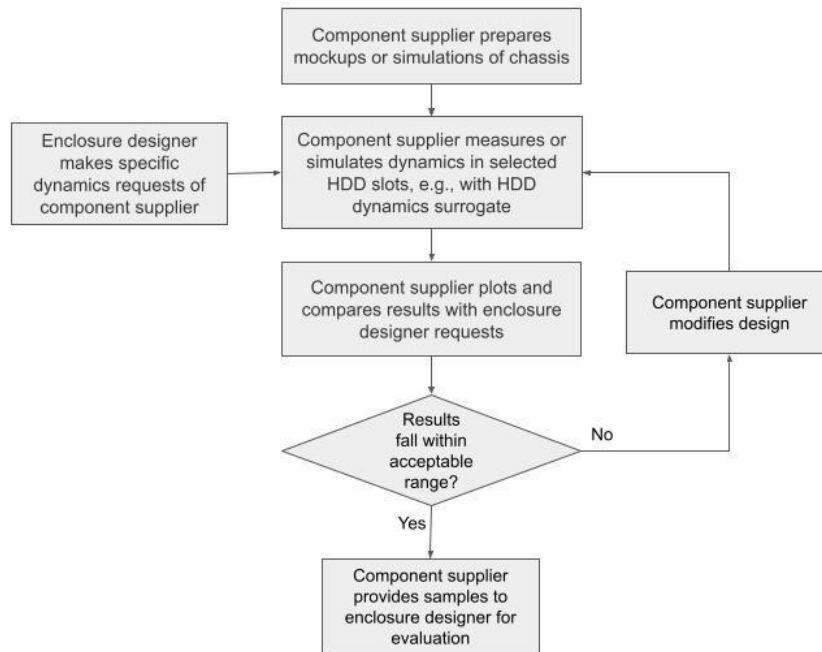 Component supplier prepares
mockups or simulations of chassis
Enclosure designer
makes specific
dynamics requests of
component supplier
Component supplier measures or
simulates dynamics in selected
HDD slots, e.g., with HDD
dynamics surrogate
Component supplier plots and
compares results with enclosure
designer requests
Component supplier
modifies design
Results
fall within
acceptable
range?
No
Yes
Component supplier
provides samples to
enclosure designer for
evaluation